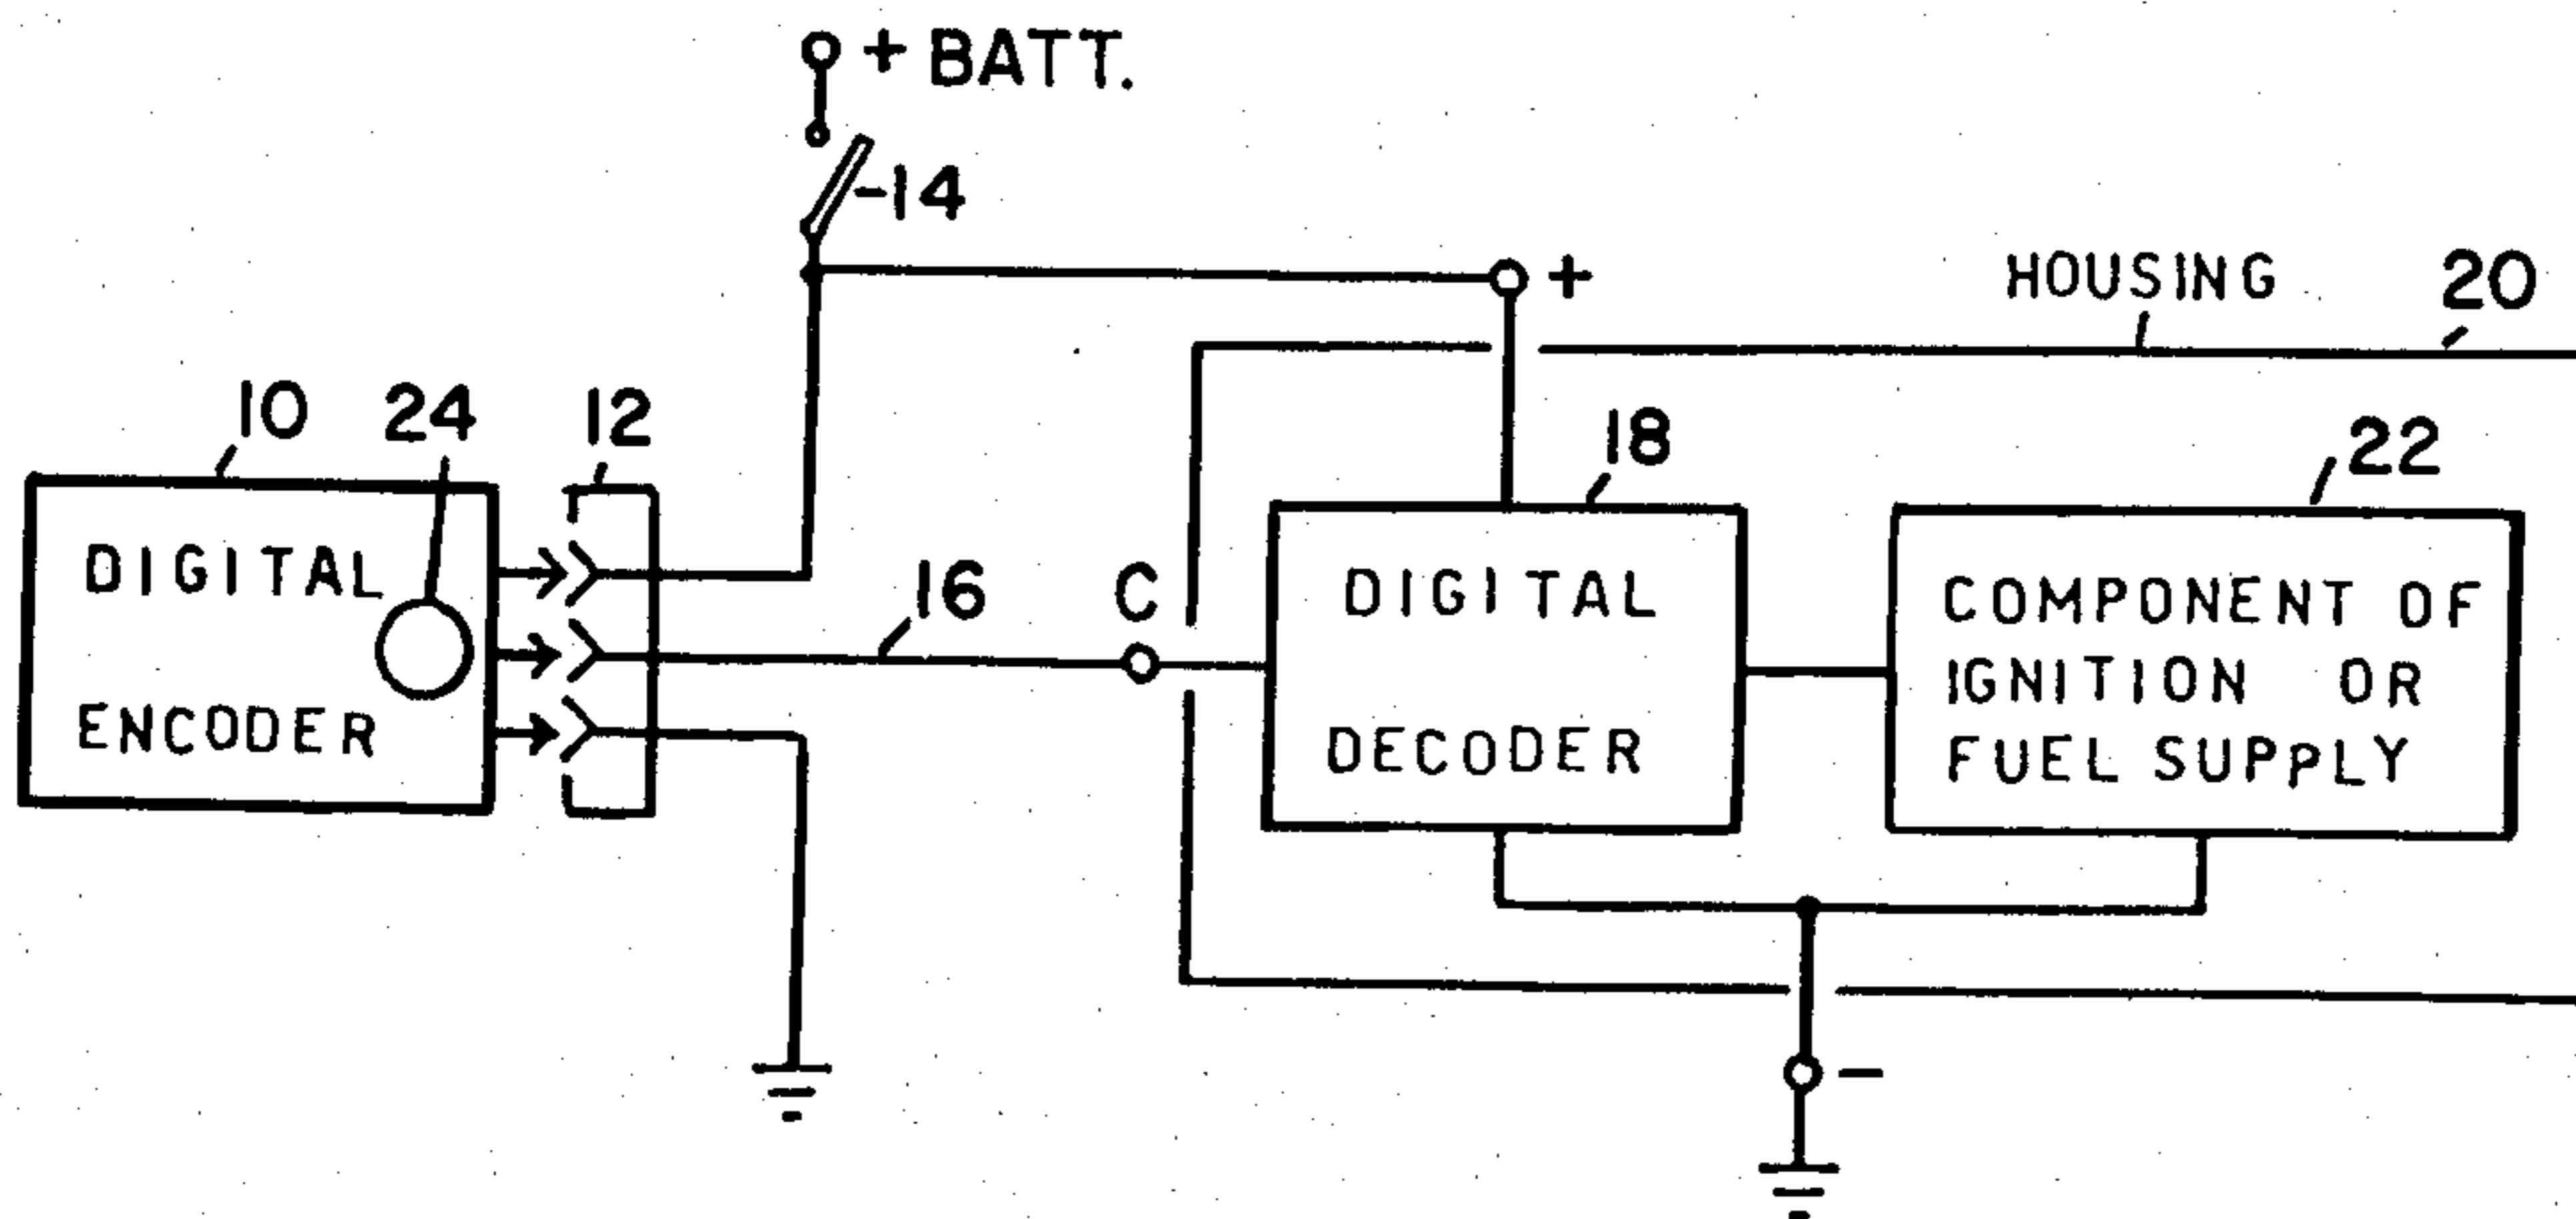 + BATT.
14
+
HOUSING 20
10 24 12
18
22
DIGITAL
ENCODER
16
C
DIGITAL
DECODER
COMPONENT OF
IGNITION OR
FUEL SUPPLY
-